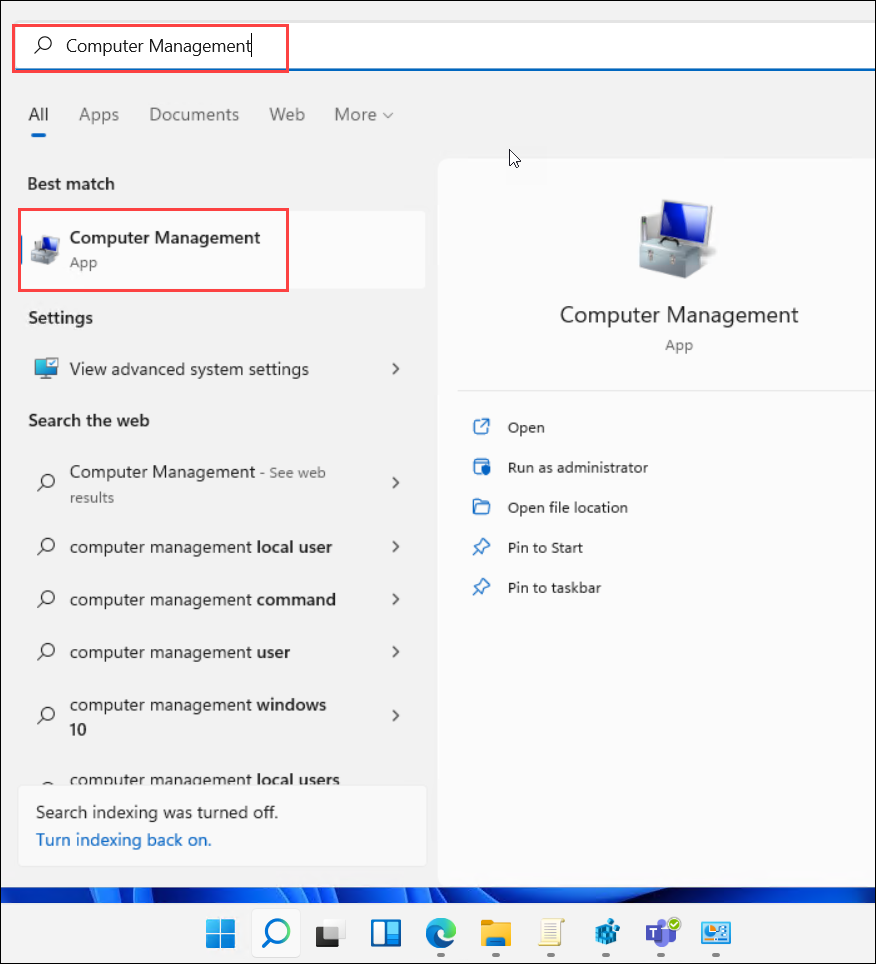 Computer Management
All Apps Documents Web More
Best match
Computer Management
App
Settings
View advanced system settings
Search the web
Computer Management - See web
results
computer management local user
computer management command
computer management user
computer management windows
10
computer management local users
Search indexing was turned off.
Turn indexing back on.
Computer Management
App
Open
Run as administrator
Open file location
Pin to Start
Pin to taskbar
T